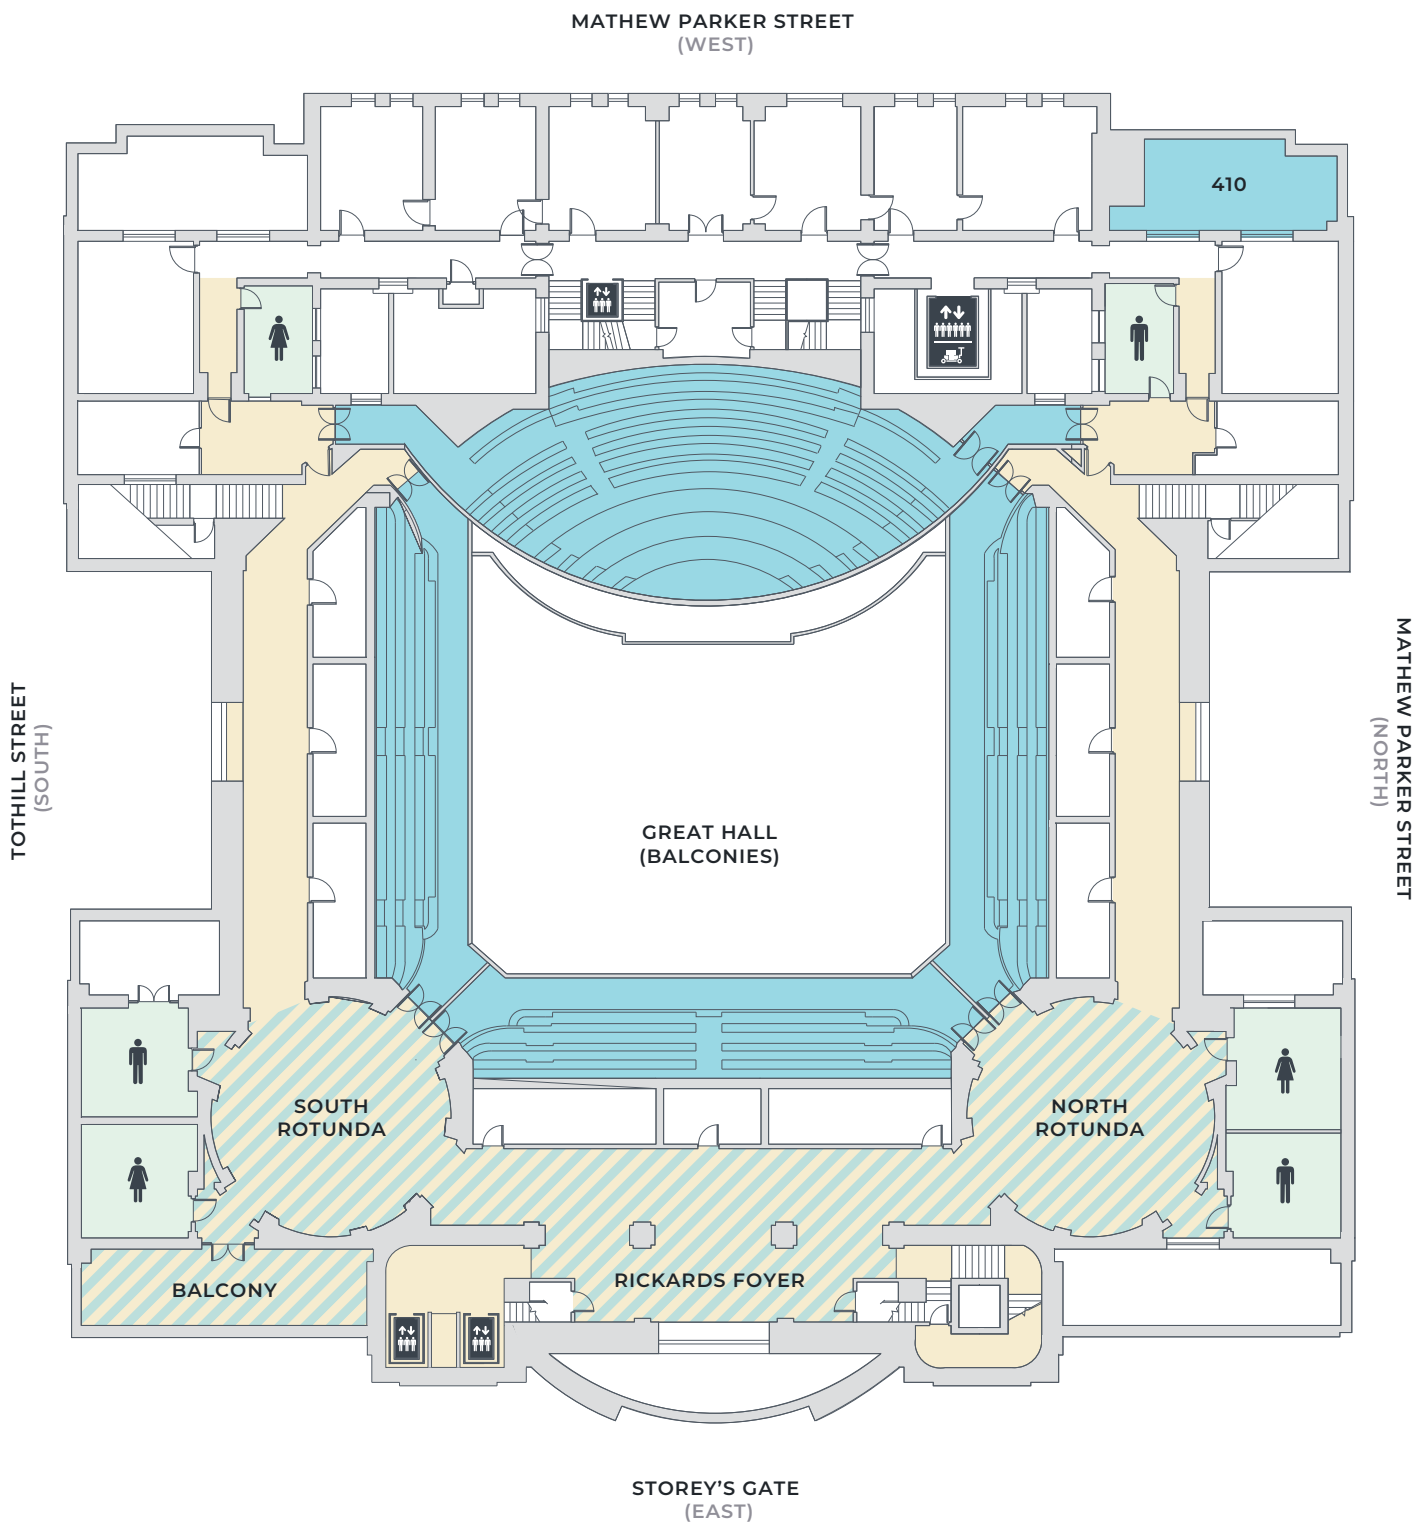 MATHEW PARKER STREET
(WEST)
410
TOTHILL STREET
(SOUTH)
MATHEW PARKER STREET
(NORTH)
GREAT HALL
(BALCONIES)
SOUTH
ROTUNDA
NORTH
ROTUNDA
BALCONY
RICKARDS FOYER
STOREY’S GATE
(EAST)